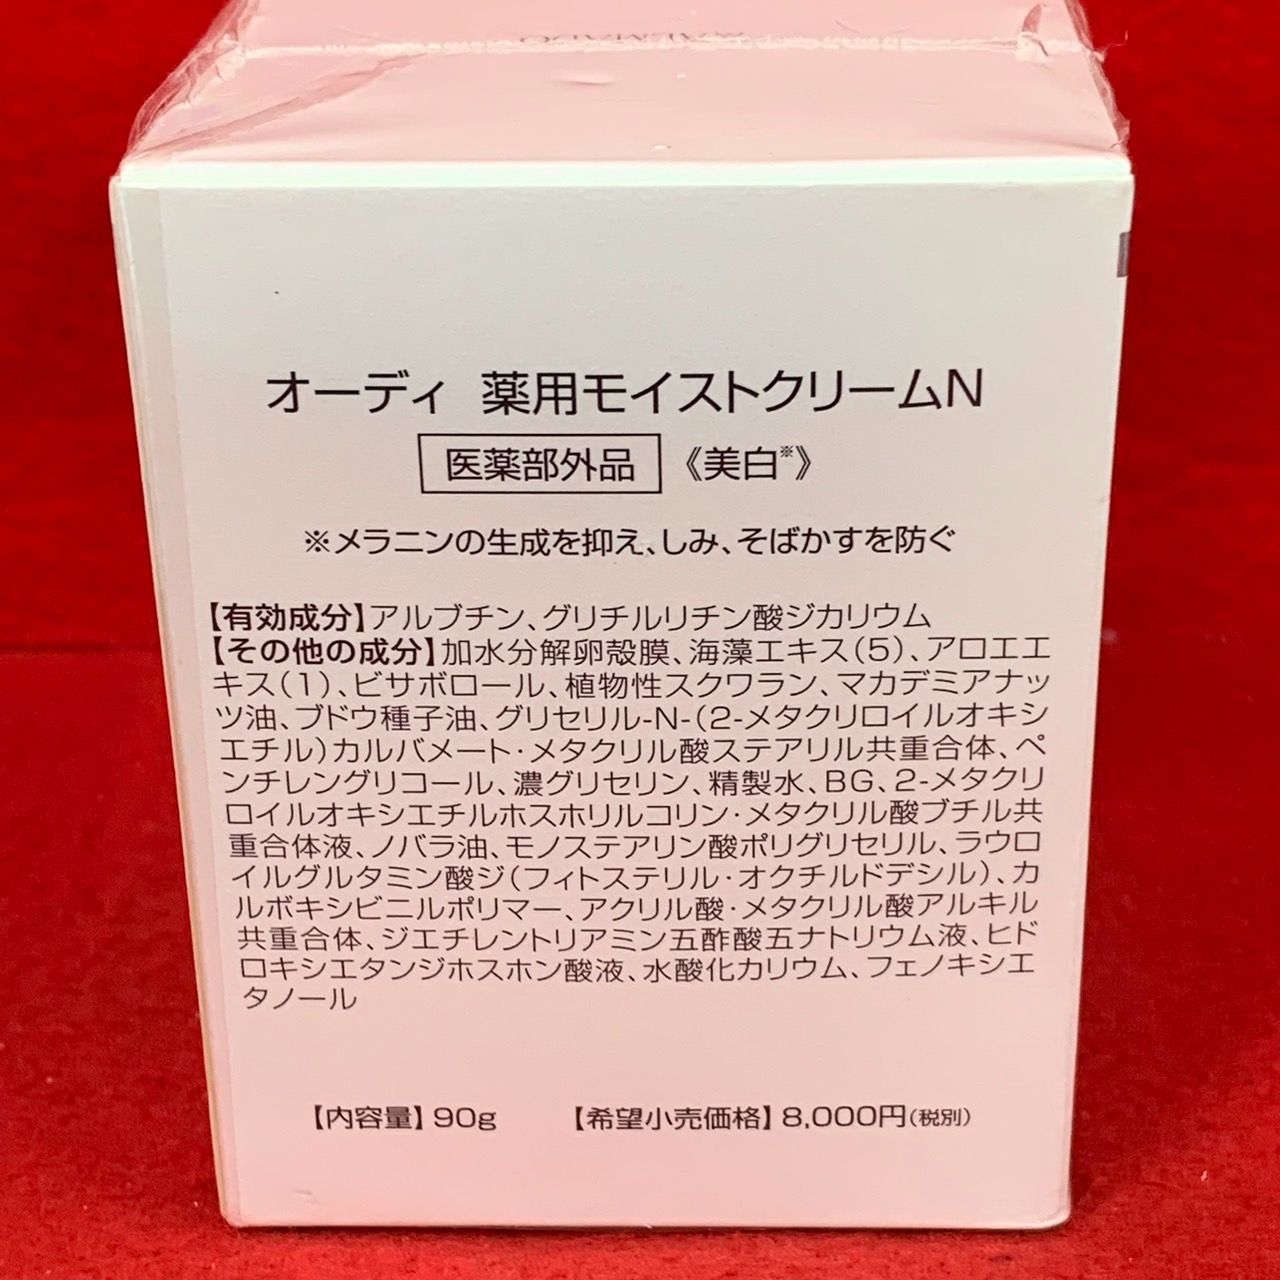 オーディ 薬用モイストクリームN
医薬部外品 《美白※》
※メラニンの生成を抑え、しみ、そばかすを防ぐ
【有効成分】アルブチン、グリチルリチン酸ジカリウム
【その他の成分】加水分解卵殻膜、海藻エキス(5)、アロエエ
キス(1)、ビサボロール、植物性スクワラン、マカデミアナッ
ツ油、ブドウ種子油、グリセリル-N-(2-メタクリロイルオキシ
エチル)カルバメート・メタクリル酸ステアリル共重合体、ペ
ンチレングリコール、濃グリセリン、精製水、BG、2-メタクリ
ロイルオキシエチルホスホリルコリン・メタクリル酸ブチル共
重合体液、ノバラ油、モノステアリン酸ポリグリセリル、ラウロ
イルグルタミン酸ジ(フィトステリル・オクチルドデシル)、カ
ルボキシビニルポリマー、アクリル酸・メタクリル酸アルキル
共重合体、ジエチレントリアミン五酢酸五ナトリウム液、ヒド
ロキシエタンジホスホン酸液、水酸化カリウム、フェノキシエ
タノール
【内容量】90g 【希望小売価格】8,000円(税別)